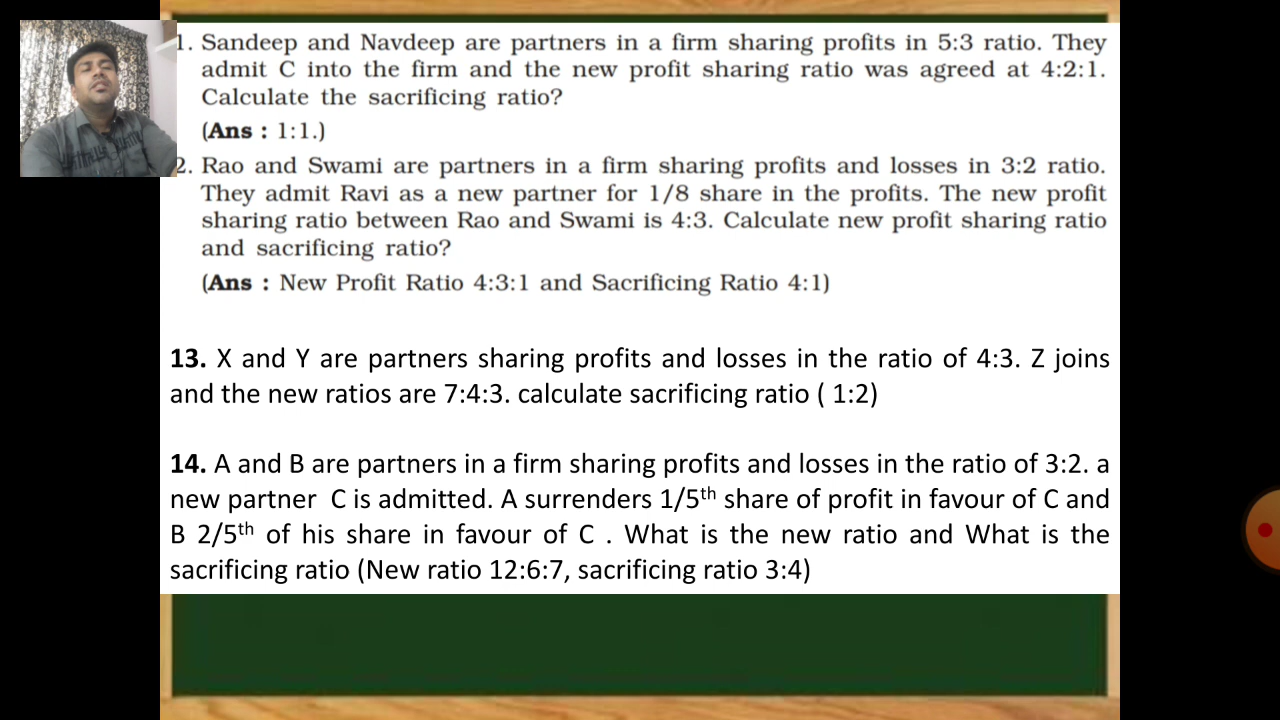 1. Sandeep and Navdeep are partners in a firm sharing profits in 5:3 ratio. They
admit C into the firm and the new profit sharing ratio was agreed at 4:2:1.
Calculate the sacrificing ratio?
(Ans : 1:1.)
2. Rao and Swami are partners in a firm sharing profits and losses in 3:2 ratio.
They admit Ravi as a new partner for 1/8 share in the profits. The new profit
sharing ratio between Rao and Swami is 4:3. Calculate new profit sharing ratio
and sacrificing ratio?
(Ans : New Profit Ratio 4:3:1 and Sacrificing Ratio 4:1)
13. X and Y are partners sharing profits and losses in the ratio of 4:3. Z joins
and the new ratios are 7:4:3. calculate sacrificing ratio ( 1:2)
14. A and B are partners in a firm sharing profits and losses in the ratio of 3:2. a
new partner C is admitted. A surrenders 1/5th share of profit in favour of C and
B 2/5th of his share in favour of C . What is the new ratio and What is the
sacrificing ratio (New ratio 12:6:7, sacrificing ratio 3:4)